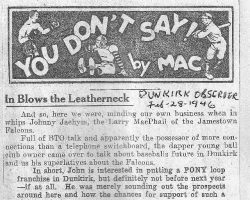 YOU DON'T SAY!
by MAC
DUNKIRK OBSERVER
Feb-28-1946
In Blows the Leatherneck
And so, here we were, minding our own business when in
whips Johnny Jachym, the Larry MacPhail of the Jamestown
Falcons.
Full of BTO talk and apparently the possessor of more con-
nections than a telephone switchboard, the dapper young ball
club owner came over to talk about baseballs future in Dunkirk
and us his superlatives about the Falcons.
In short, John is interested in putting a PONY loop
franchise in Dunkirk, but definitely not before next year
—if at all. He was merely sounding out the prospects
around here and how the chances for support of such a